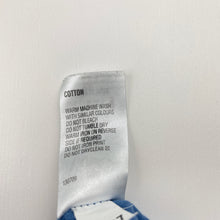 COTTON
WARM MACHINE WASH
WITH SIMILAR COLOURS
DO NOT BLEACH
DO NOT TUMBLE DRY
WARM IRON ON REVERSE
SIDE IF REQUIRED
DO NOT IRON PRINT
DO NOT DRYCLEAN